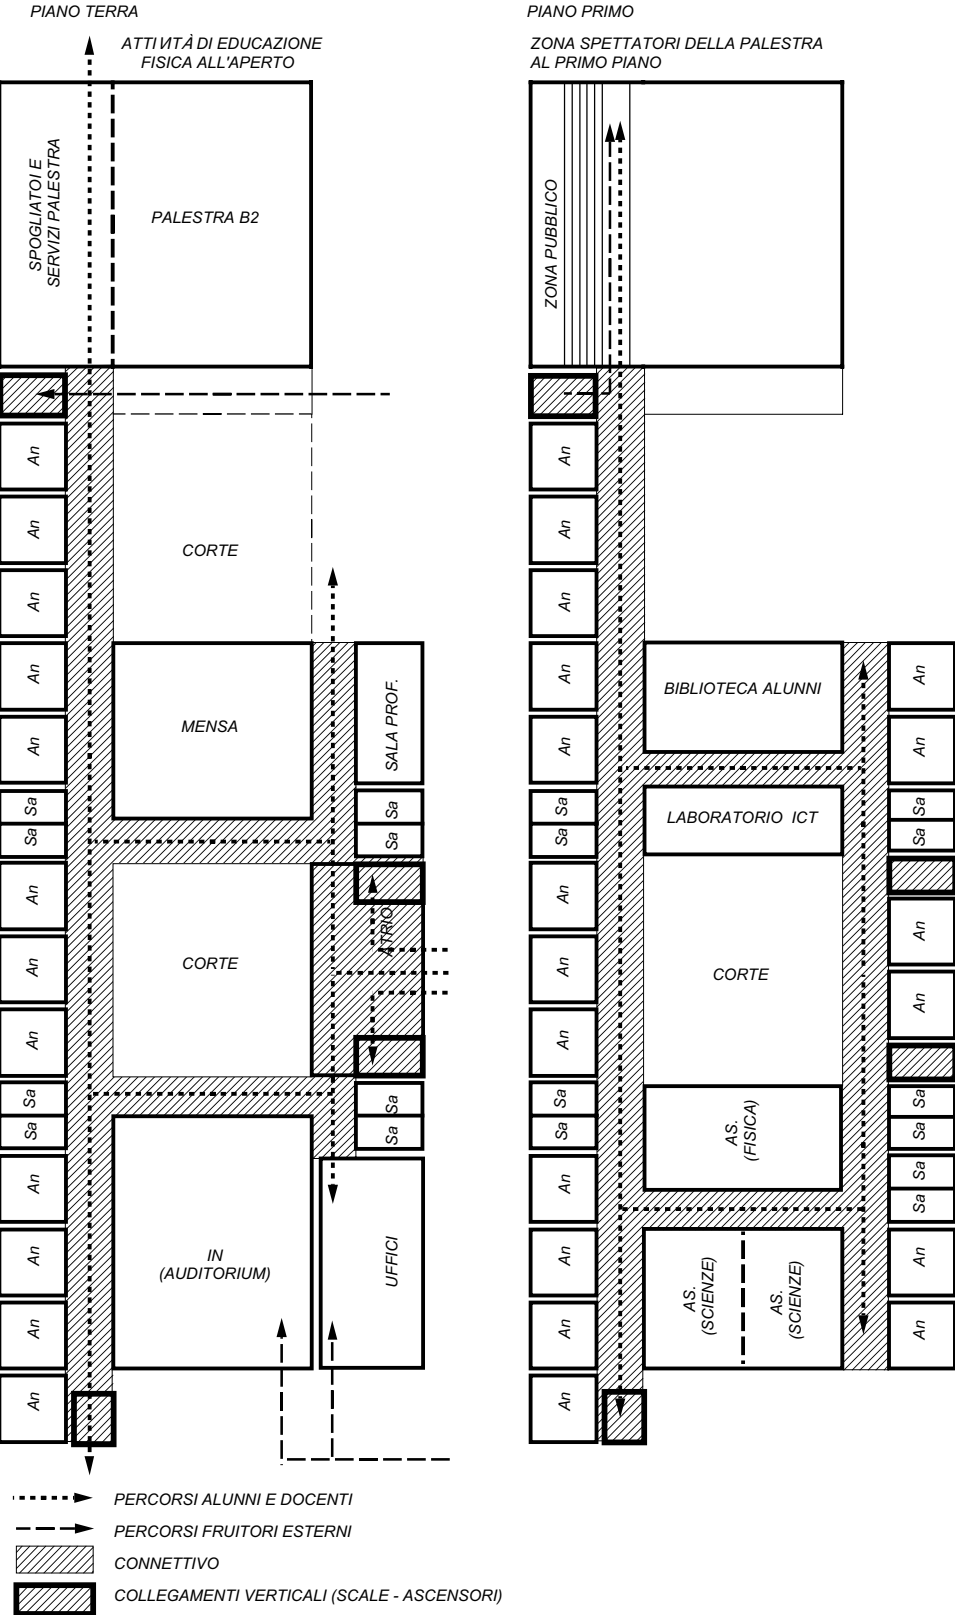 PIANO TERRA
ATTIVITÀ DI EDUCAZIONE
FISICA ALL'APERTO
SPOGLIATOI E
SERVIZI PALESTRA
PALESTRA B2
An
An
An
An
An
Sa
Sa
An
An
An
Sa
Sa
An
An
An
An
CORTE
MENSA
SALA PROF.
Sa
Sa
CORTE
ATRIO
Sa
Sa
IN
(AUDITORIUM)
UFFICI
PIANO PRIMO
ZONA SPETTATORI DELLA PALESTRA
AL PRIMO PIANO
ZONA PUBBLICO
An
An
An
An
An
Sa
Sa
An
An
An
Sa
Sa
An
An
An
An
BIBLIOTECA ALUNNI
LABORATORIO ICT
CORTE
AS.
(FISICA)
AS.
(SCIENZE)
AS.
(SCIENZE)
An
An
Sa
Sa
An
An
Sa
Sa
Sa
Sa
An
An
PERCORSI ALUNNI E DOCENTI
PERCORSI FRUITORI ESTERNI
CONNETTIVO
COLLEGAMENTI VERTICALI (SCALE - ASCENSORI)